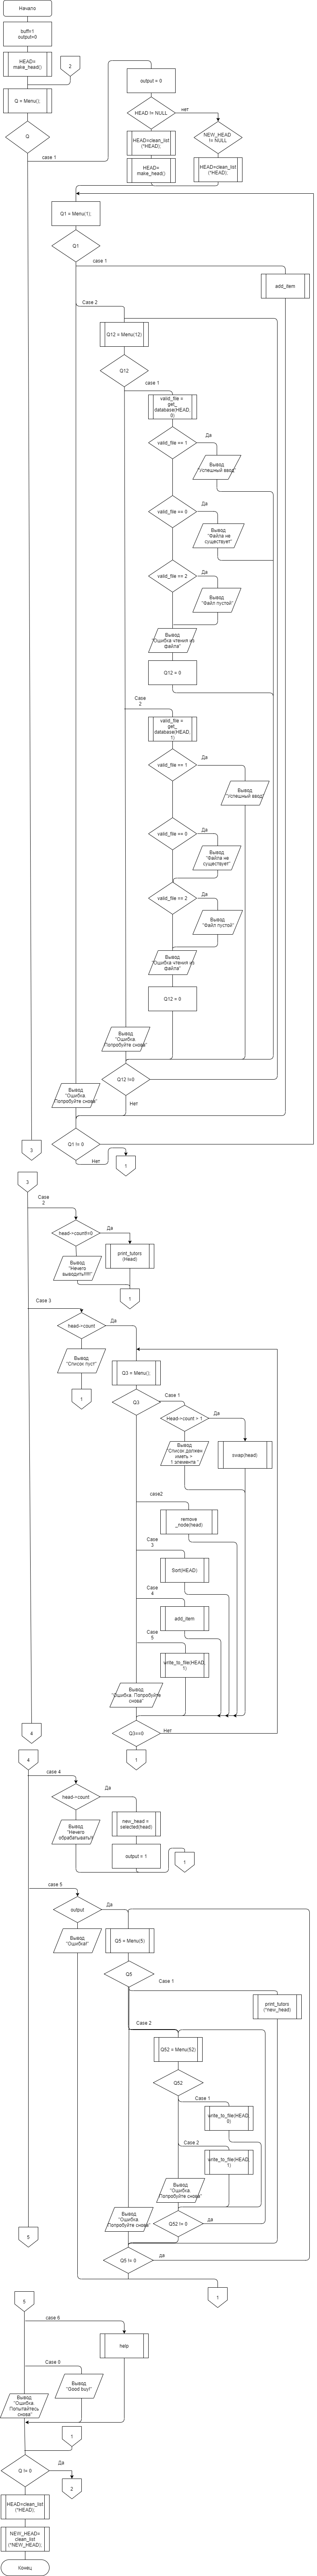 Начало
buff=1
output=0
HEAD=
make_head()
2
Q = Menu();
Q
case 1
output = 0
HEAD != NULL
нет
HEAD=clean_list
(*HEAD);
NEW_HEAD
!= NULL
HEAD=
make_head()
HEAD=clean_list
(*HEAD);
Q1 = Menu(1);
Q1
case 1
add_item
Case 2
Q12 = Menu(12)
Q12
case 1
valid_file =
get_
database(HEAD,
0)
valid_file == 1
Да
Вывод
"Успешный ввод"
valid_file == 0
Да
Вывод
"Файла не
существует"
valid_file == 2
Да
Вывод
"Файл пустой"
Вывод
"Ошибка чтения из
файла"
Q12 = 0
Case
2
valid_file =
get_
database(HEAD,
1)
valid_file == 1
Да
Вывод
"Успешный ввод"
valid_file == 0
Да
Вывод
"Файла не
существует"
valid_file == 2
Да
Вывод
"Файл пустой"
Вывод
"Ошибка чтения из
файла"
Q12 = 0
Вывод
"Ошибка.
Попробуйте снова"
Q12 !=0
Вывод
"Ошибка.
Попробуйте снова"
Нет
Q1 != 0
3
Нет
1
3
Case
2
head->count!=0
Да
Вывод
"Нечего
выводить!!!!!"
print_tutors
(Head)
1
Case 3
head->count
Да
Вывод
"Список пуст"
1
Q3 = Menu();
Q3
Case 1
Head->count > 1
Да
Вывод
"Список должен
иметь >
1 элемента "
swap(head)
case2
remove
_node(head)
Case
3
Sort(HEAD)
Case
4
add_item
Case
5
write_to_file(HEAD,
1)
Вывод
"Ошибка. Попробуйте
снова"
Q3==0
Нет
4
1
4
case 4
head->count
Да
Вывод
"Нечего
обрабатывать!!
new_head =
selected(head)
output = 1
1
case 5
output
Да
Вывод
"Ошибка!"
Q5 = Menu(5)
Q5
Case 1
print_tutors
(*new_head)
Case 2
Q52 = Menu(52)
Q52
Case 1
write_to_file(HEAD,
0)
Case 2
write_to_file(HEAD,
1)
Вывод
"Ошибка.
Попробуйте снова"
Вывод
"Ошибка.
Попробуйте снова"
Q52 != 0
да
5
Q5 != 0
да
1
5
case 6
help
Case 0
Вывод
"Good buy!"
Вывод
"Ошибка.
Попытайтесь
снова"
1
Q != 0
Да
2
HEAD=clean_list
(*HEAD);
NEW_HEAD=
clean_list
(*NEW_HEAD);
Конец